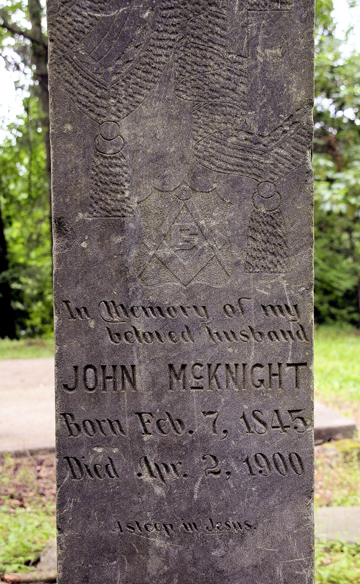 In Memory of my
beloved husband
JOHN McKNIGHT
Born Feb. 7, 1845
Died Apr. 2, 1900
Asleep in Jesus.